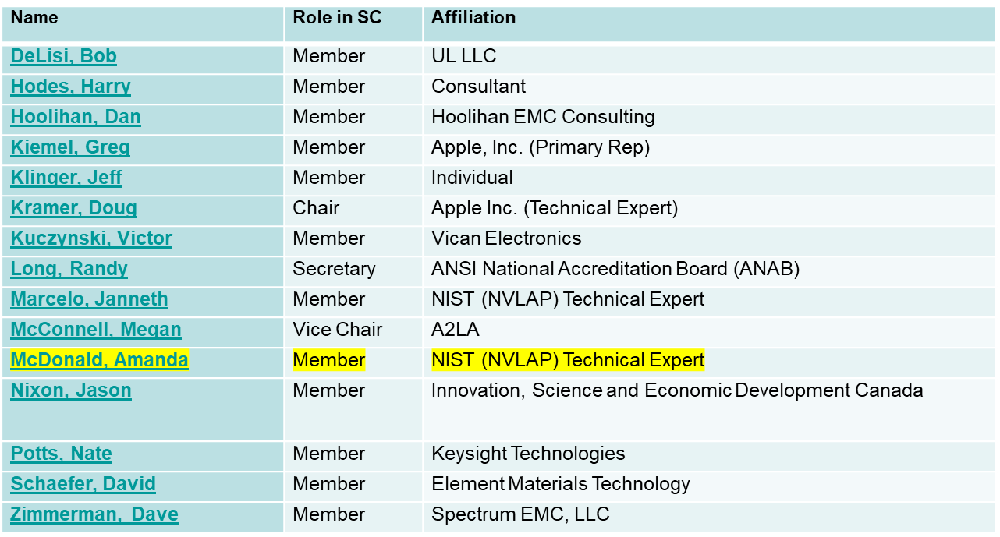 Name Role in SC Affiliation
DeLisi, Bob Member UL LLC
Hodes, Harry Member Consultant
Hoolihan, Dan Member Hoolihan EMC Consulting
Kiemel, Greg Member Apple, Inc. (Primary Rep)
Klinger, Jeff Member Individual
Kramer, Doug Chair Apple Inc. (Technical Expert)
Kuczynski, Victor Member Vican Electronics
Long, Randy Secretary ANSI National Accreditation Board (ANAB)
Marcelo, Janneth Member NIST (NVLAP) Technical Expert
McConnell, Megan Vice Chair A2LA
McDonald, Amanda Member NIST (NVLAP) Technical Expert
Nixon, Jason Member Innovation, Science and Economic Development Canada
Potts, Nate Member Keysight Technologies
Schaefer, David Member Element Materials Technology
Zimmerman, Dave Member Spectrum EMC, LLC